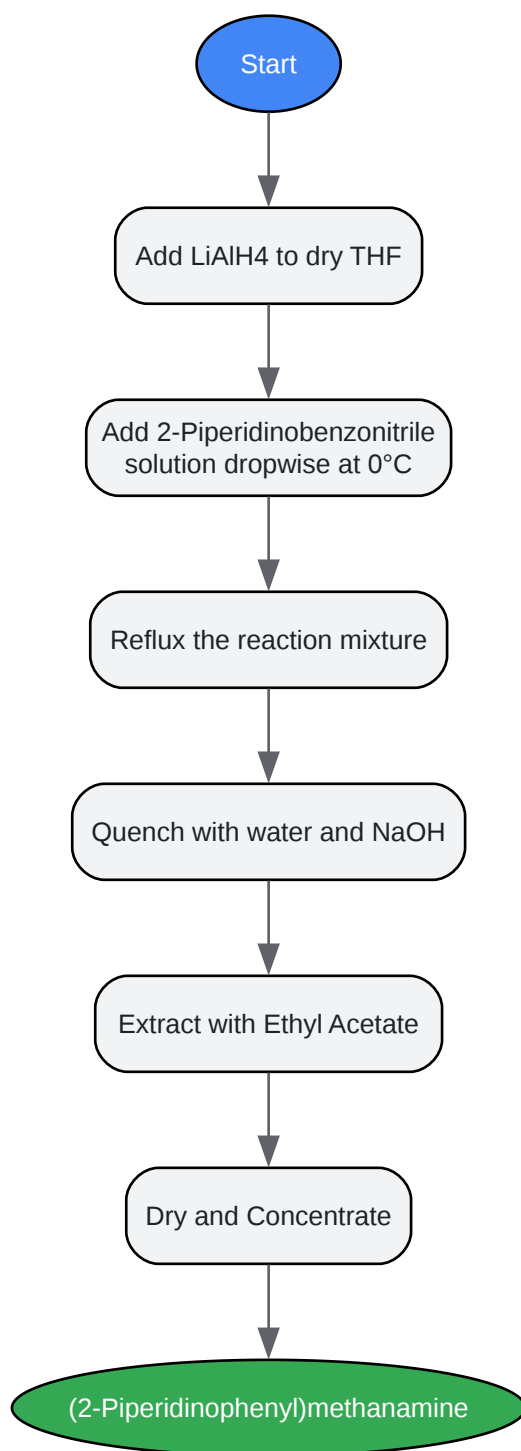 Start
Add LiAlH4 to dry THF
Add 2-Piperidinobenzonitrile
solution dropwise at 0°C
Reflux the reaction mixture
Quench with water and NaOH
Extract with Ethyl Acetate
Dry and Concentrate
(2-Piperidinophenyl)methanamine